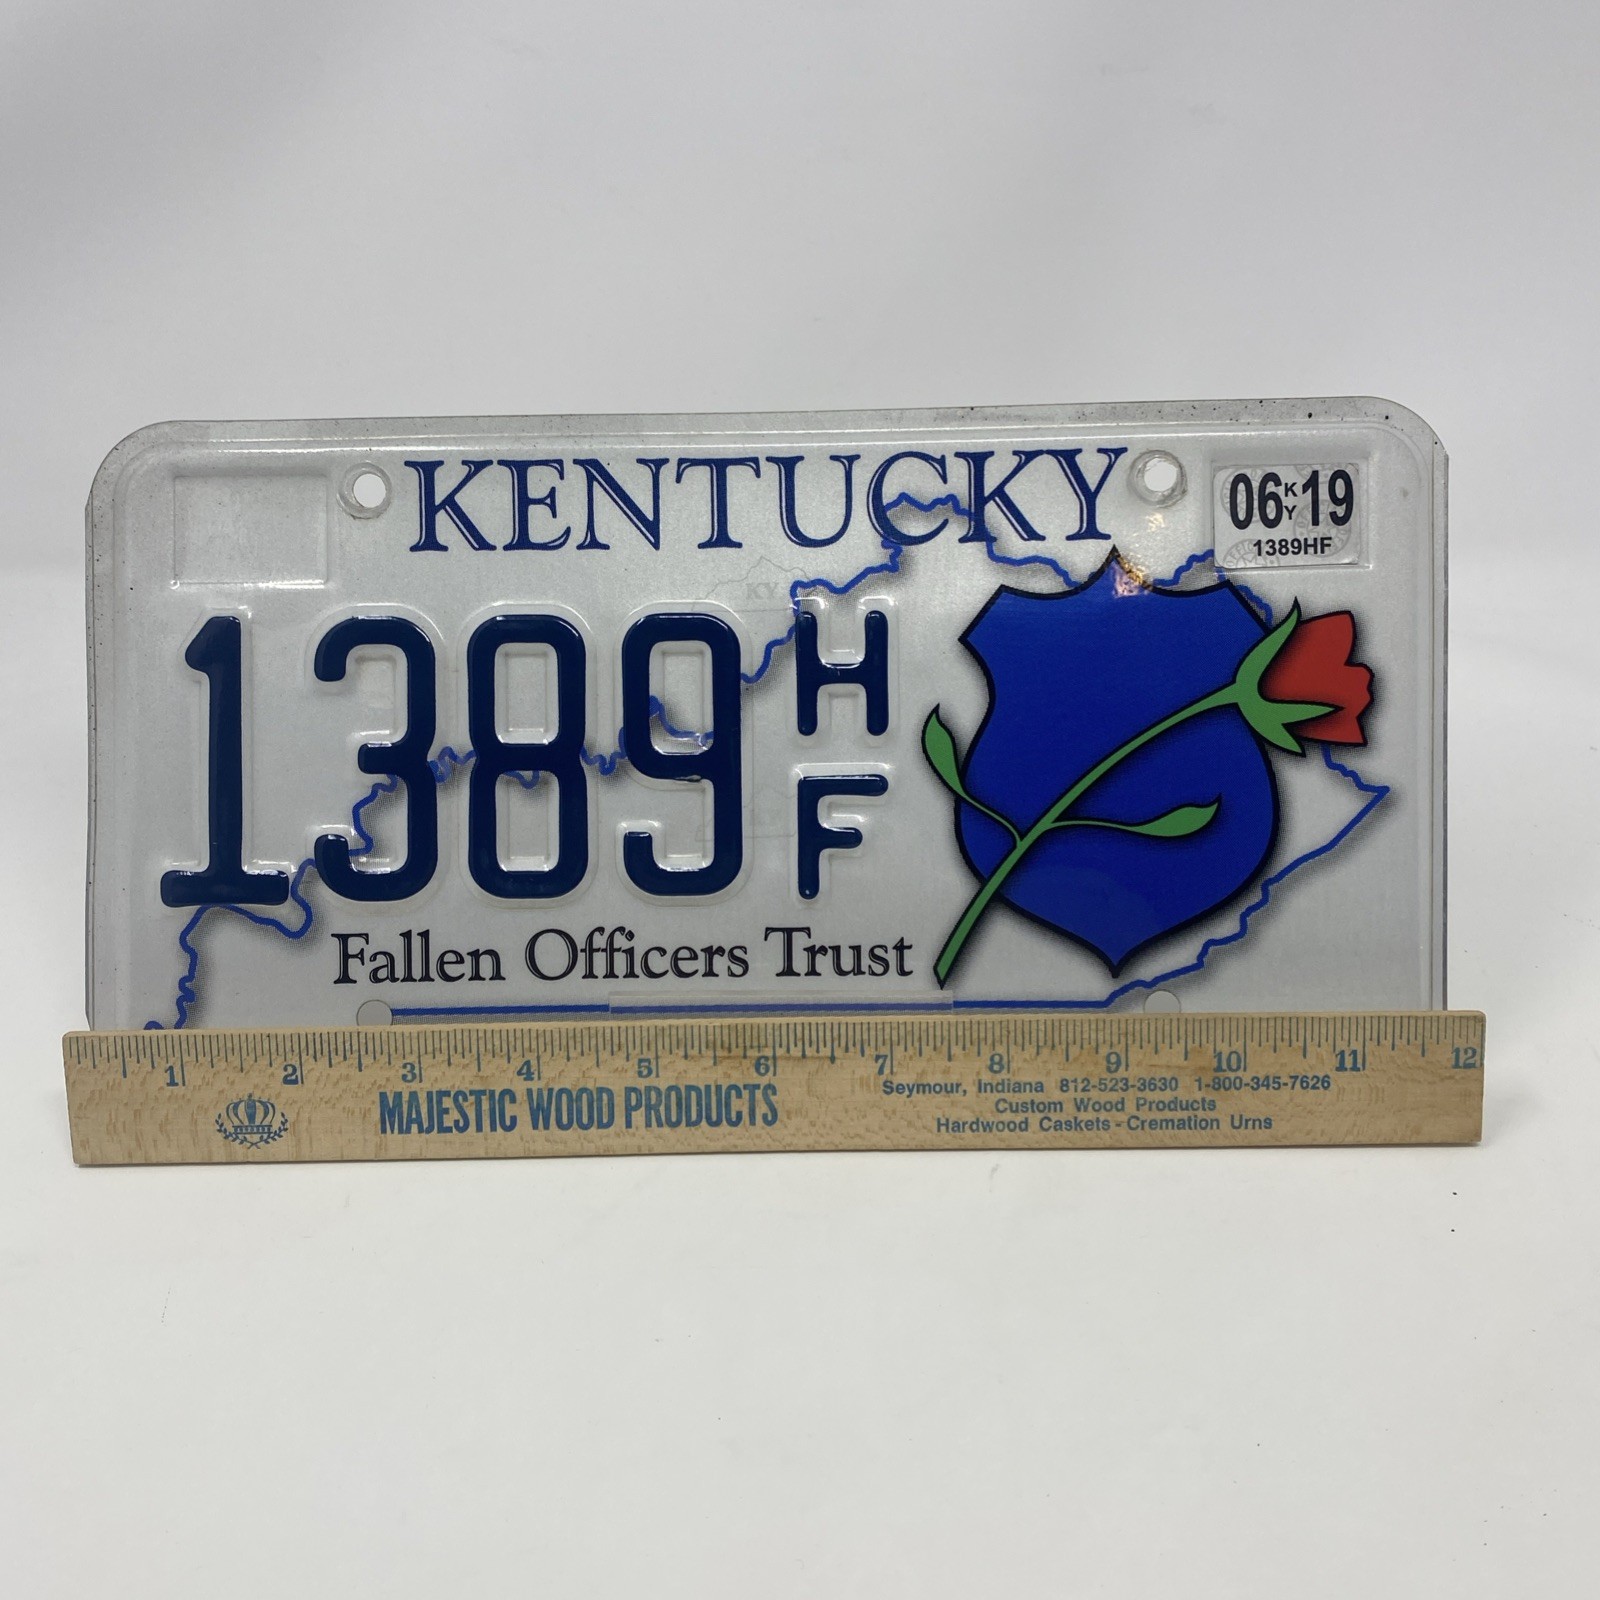 KENTUCKY
06 KY 19
1389HF
KY
1389 HF
Fallen Officers Trust
1 2 3 4 5 6 7 8 9 10 11 12
MAJESTIC WOOD PRODUCTS
Seymour, Indiana 812-523-3630 1-800-345-7626
Custom Wood Products
Hardwood Caskets - Cremation Urns